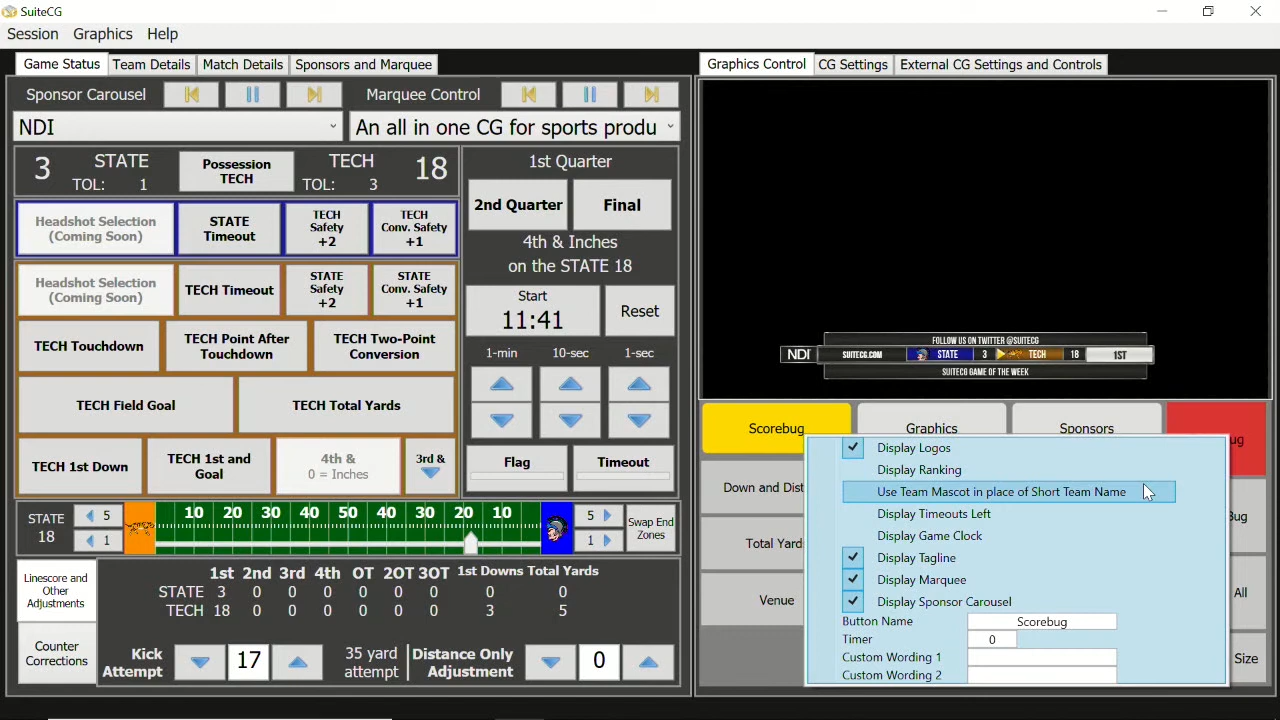 SuiteCG
Session Graphics Help
Game Status Team Details Match Details Sponsors and Marquee
Sponsor Carousel Marquee Control
NDI An all in one CG for sports produ
3 STATE TOL: 1
Possession TECH
TECH TOL: 3 18
Headshot Selection (Coming Soon)
STATE Timeout
TECH Safety +2
TECH Conv. Safety +1
Headshot Selection (Coming Soon)
TECH Timeout
STATE Safety +2
STATE Conv. Safety +1
TECH Touchdown
TECH Point After Touchdown
TECH Two-Point Conversion
TECH Field Goal
TECH Total Yards
TECH 1st Down
TECH 1st and Goal
4th & 0 = Inches
3rd &
1st Quarter
2nd Quarter Final
4th & Inches
on the STATE 18
Start
11:41
Reset
1-min 10-sec 1-sec
Flag Timeout
STATE 18
5
1
10 20 30 40 50 40 30 20 10
5
1
Swap End Zones
Linescore and Other Adjustments
Counter Corrections
1st 2nd 3rd 4th OT 2OT 3OT 1st Downs Total Yards
STATE 3 0 0 0 0 0 0 0 0
TECH 18 0 0 0 0 0 0 3 5
Kick Attempt 17 35 yard attempt Distance Only Adjustment 0
Graphics Control CG Settings External CG Settings and Controls
FOLLOW US ON TWITTER @SUITECG
NDI SUITECG.COM STATE 3 TECH 18 1ST
SUITECG GAME OF THE WEEK
Scorebug Graphics Sponsors ug
Down and Dist
Bug
Total Yard
Venue
All
Size
Display Logos
Display Ranking
Use Team Mascot in place of Short Team Name
Display Timeouts Left
Display Game Clock
Display Tagline
Display Marquee
Display Sponsor Carousel
Button Name Scorebug
Timer 0
Custom Wording 1
Custom Wording 2